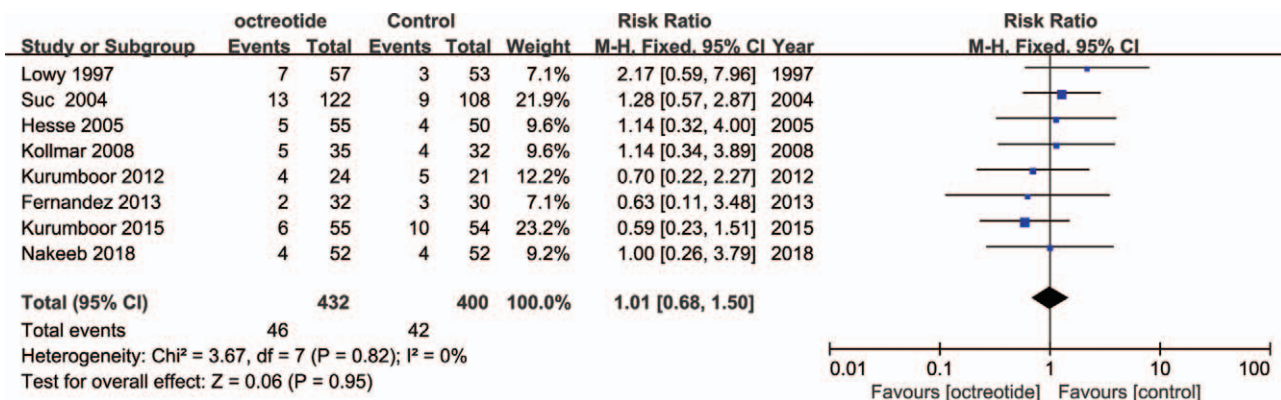 octreotide Control Risk Ratio Risk Ratio
Study or Subgroup Events Total Events Total Weight M-H. Fixed. 95% CI Year M-H. Fixed. 95% CI
Lowy 1997 7 57 3 53 7.1% 2.17 [0.59, 7.96] 1997
Suc 2004 13 122 9 108 21.9% 1.28 [0.57, 2.87] 2004
Hesse 2005 5 55 4 50 9.6% 1.14 [0.32, 4.00] 2005
Kollmar 2008 5 35 4 32 9.6% 1.14 [0.34, 3.89] 2008
Kurumboor 2012 4 24 5 21 12.2% 0.70 [0.22, 2.27] 2012
Fernandez 2013 2 32 3 30 7.1% 0.63 [0.11, 3.48] 2013
Kurumboor 2015 6 55 10 54 23.2% 0.59 [0.23, 1.51] 2015
Nakeeb 2018 4 52 4 52 9.2% 1.00 [0.26, 3.79] 2018
Total (95% CI) 432 400 100.0% 1.01 [0.68, 1.50]
Total events 46 42
Heterogeneity: Chi² = 3.67, df = 7 (P = 0.82); I² = 0%
Test for overall effect: Z = 0.06 (P = 0.95)
0.01 0.1 1 10 100
Favours [octreotide] Favours [control]